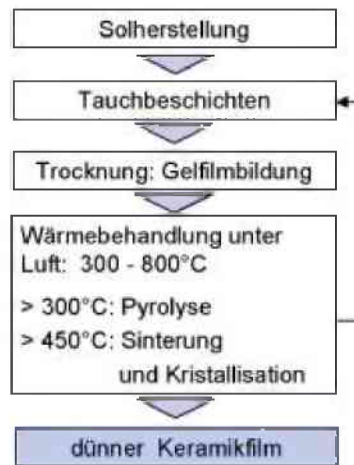 Solherstellung
Tauchbeschichten
Trocknung: Gelfilmbildung
Wärmebehandlung unter
Luft: 300 - 800°C
> 300°C: Pyrolyse
> 450°C: Sinterung
und Kristallisation
dünner Keramikfilm